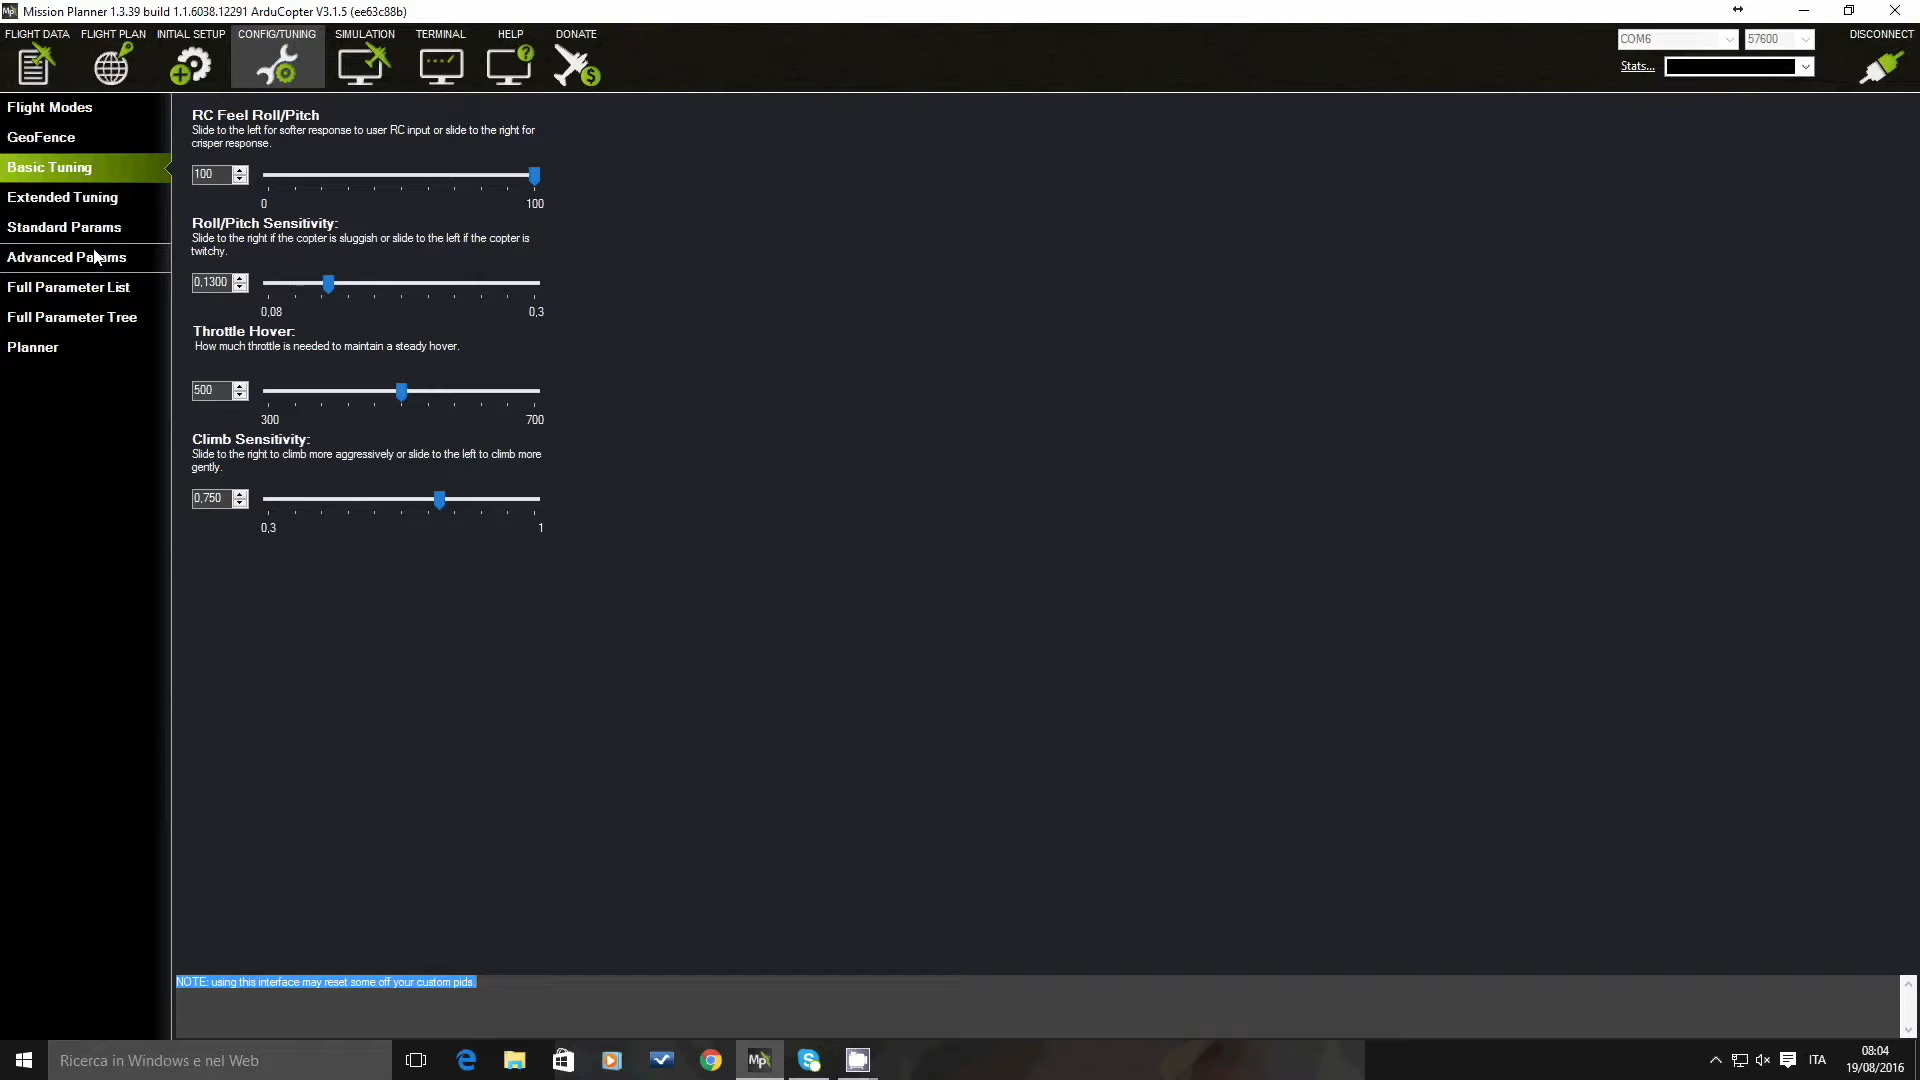 Mission Planner 1.3.39 build 1.1.6038.12291 ArduCopter V3.1.5 (ee63c88b)
FLIGHT DATA FLIGHT PLAN INITIAL SETUP CONFIG/TUNING SIMULATION TERMINAL HELP DONATE
COM6 57600 DISCONNECT
Stats...
Flight Modes
GeoFence
Basic Tuning
Extended Tuning
Standard Params
Advanced Params
Full Parameter List
Full Parameter Tree
Planner
RC Feel Roll/Pitch
Slide to the left for softer response to user RC input or slide to the right for
crisper response.
100
0 100
Roll/Pitch Sensitivity:
Slide to the right if the copter is sluggish or slide to the left if the copter is
twitchy.
0,1300
0,08 0,3
Throttle Hover:
How much throttle is needed to maintain a steady hover.
500
300 700
Climb Sensitivity:
Slide to the right to climb more aggressively or slide to the left to climb more
gently.
0,750
0,3 1
NOTE: using this interface may reset some off your custom pids.
Ricerca in Windows e nel Web
Mp
ITA
08:04
19/08/2016